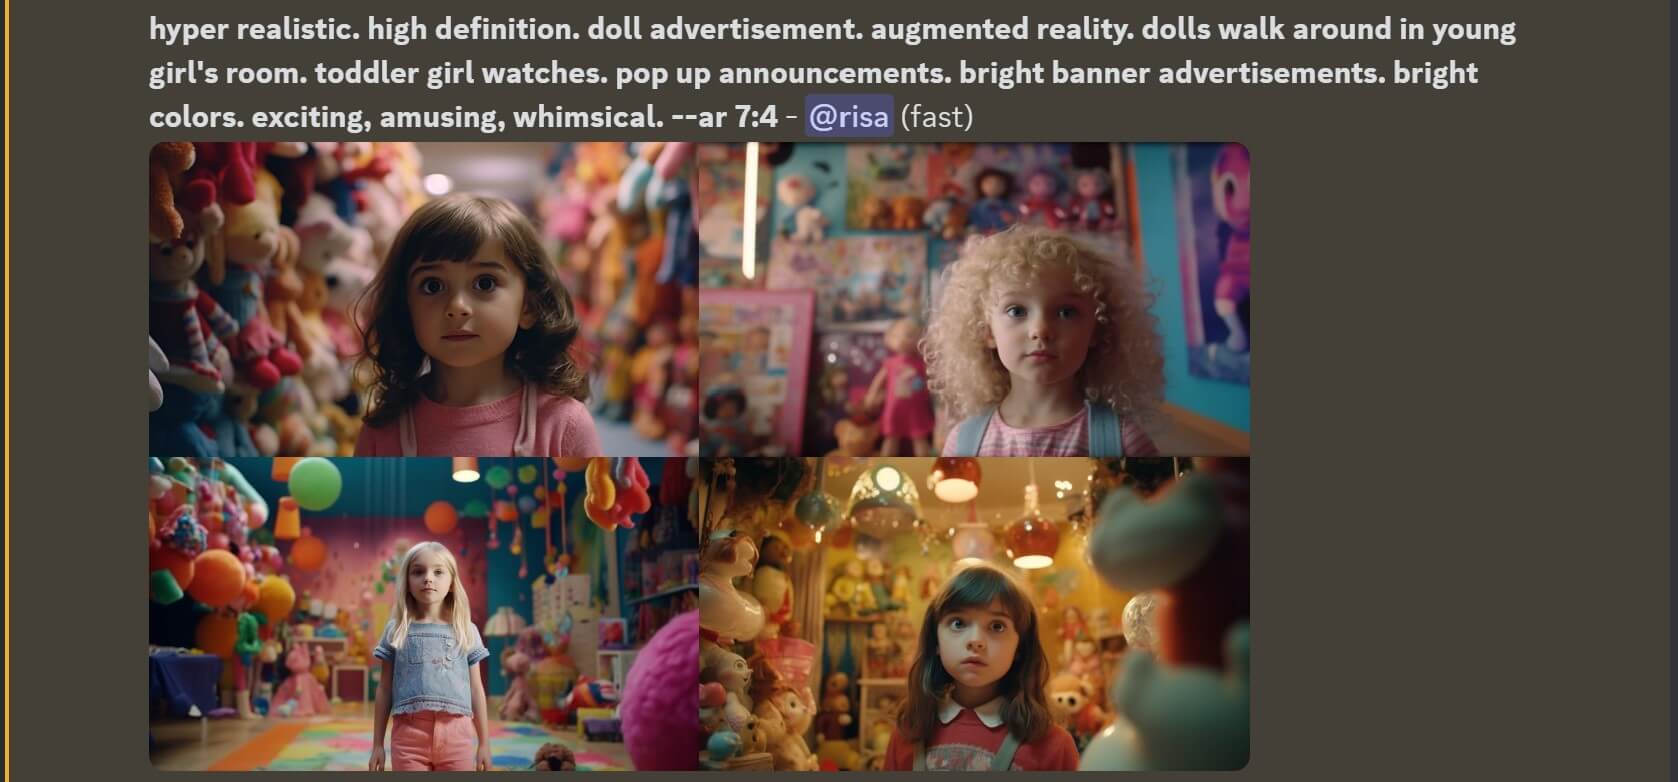 hyper realistic. high definition. doll advertisement. augmented reality. dolls walk around in young
girl's room. toddler girl watches. pop up announcements. bright banner advertisements. bright
colors. exciting, amusing, whimsical. --ar 7:4 - @risa (fast)